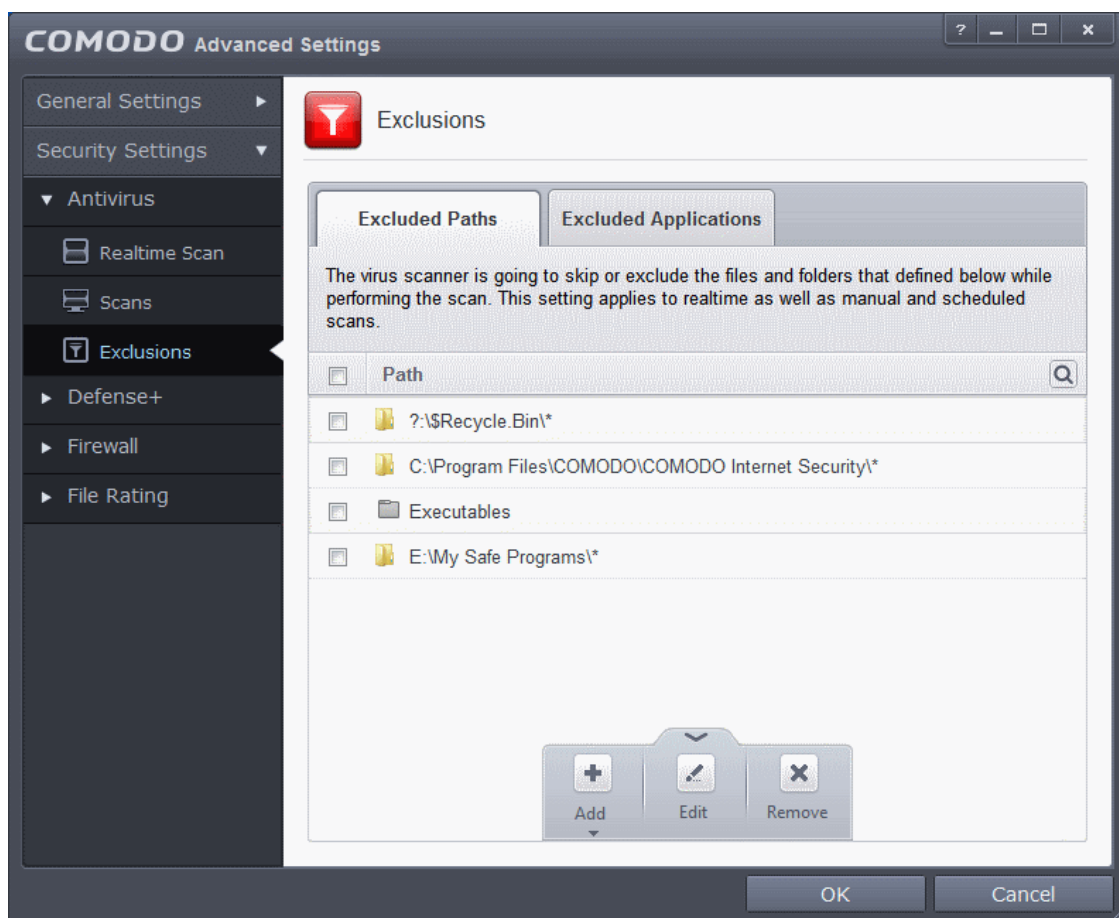 COMODO Advanced Settings
?
General Settings
Security Settings
Antivirus
Realtime Scan
Scans
Exclusions
Defense+
Firewall
File Rating
Exclusions
Excluded Paths
Excluded Applications
The virus scanner is going to skip or exclude the files and folders that defined below while
performing the scan. This setting applies to realtime as well as manual and scheduled
scans.
Path
?:\$Recycle.Bin\*
C:\Program Files\COMODO\COMODO Internet Security\*
Executables
E:\My Safe Programs\*
Add
Edit
Remove
OK
Cancel